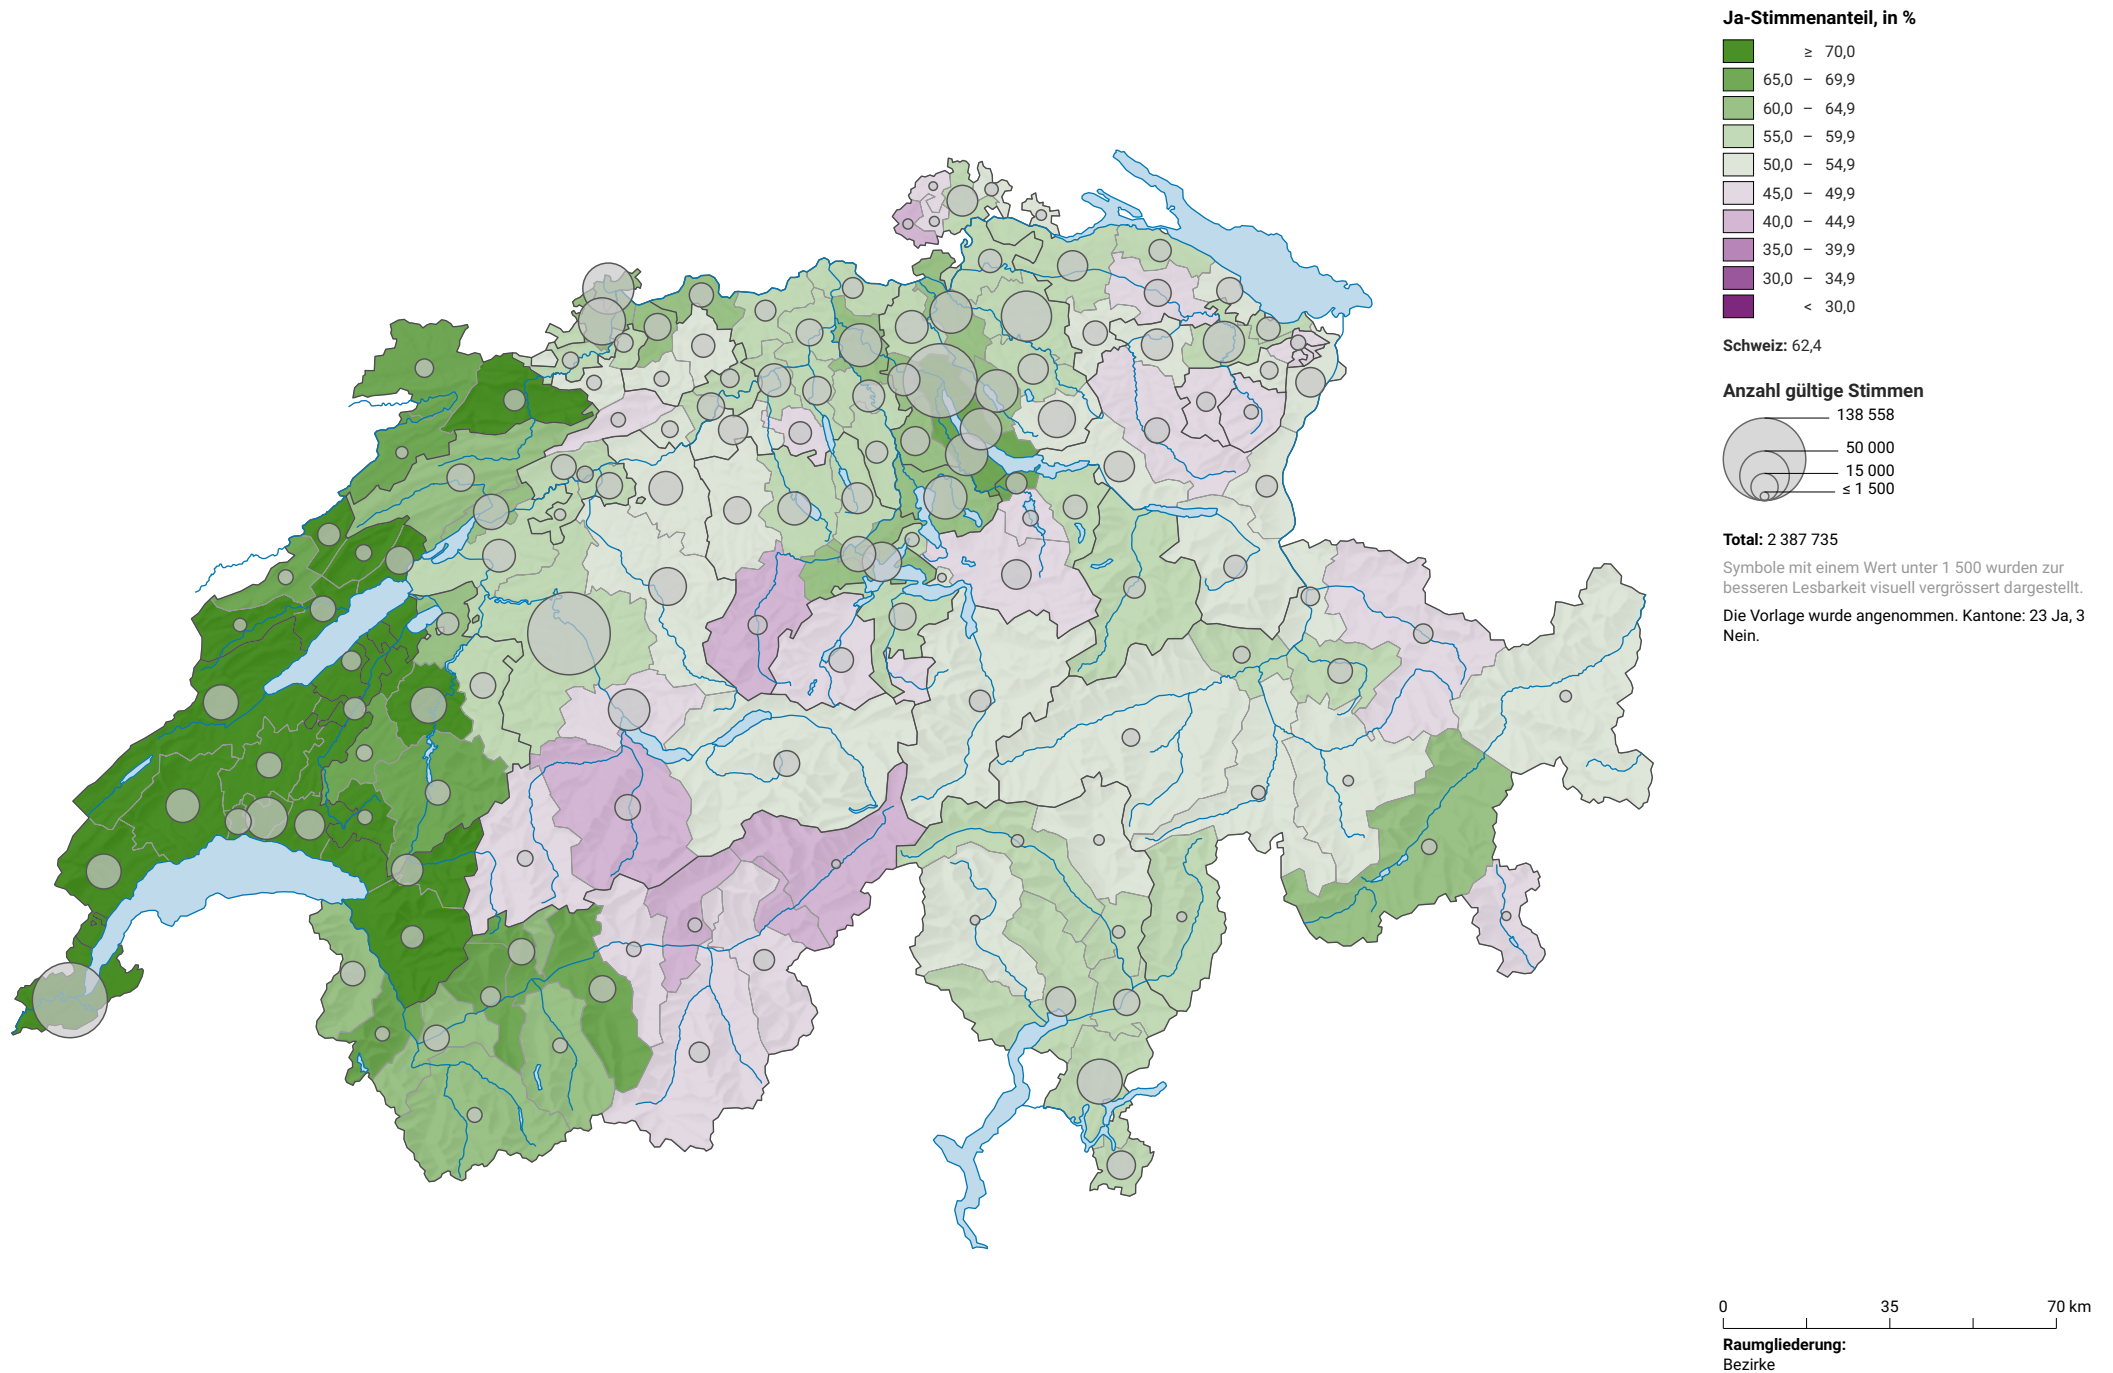 Ja-Stimmenanteil, in %
≥ 70,0
65,0 – 69,9
60,0 – 64,9
55,0 – 59,9
50,0 – 54,9
45,0 – 49,9
40,0 – 44,9
35,0 – 39,9
30,0 – 34,9
< 30,0
Schweiz: 62,4
Anzahl gültige Stimmen
138 558
50 000
15 000
≤ 1 500
Total: 2 387 735
Symbole mit einem Wert unter 1 500 wurden zur
besseren Lesbarkeit visuell vergrössert dargestellt.
Die Vorlage wurde angenommen. Kantone: 23 Ja, 3
Nein.
0 35 70 km
Raumgliederung:
Bezirke